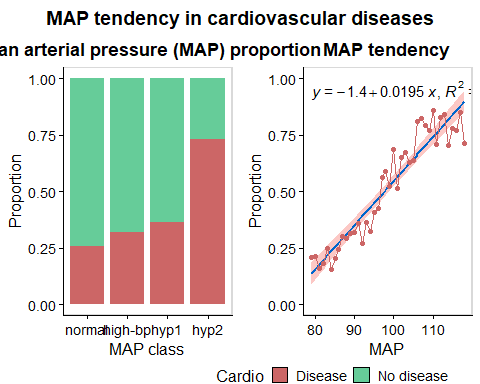 MAP tendency in cardiovascular diseases
an arterial pressure (MAP) proportion
MAP tendency
1.00
0.75
0.50
0.25
0.00
Proportion
normal
high-bp
hyp1
hyp2
MAP class
y = −1.4 + 0.0195 x, R² =
1.00
0.75
0.50
0.25
0.00
Proportion
80
90
100
110
MAP
Cardio Disease No disease